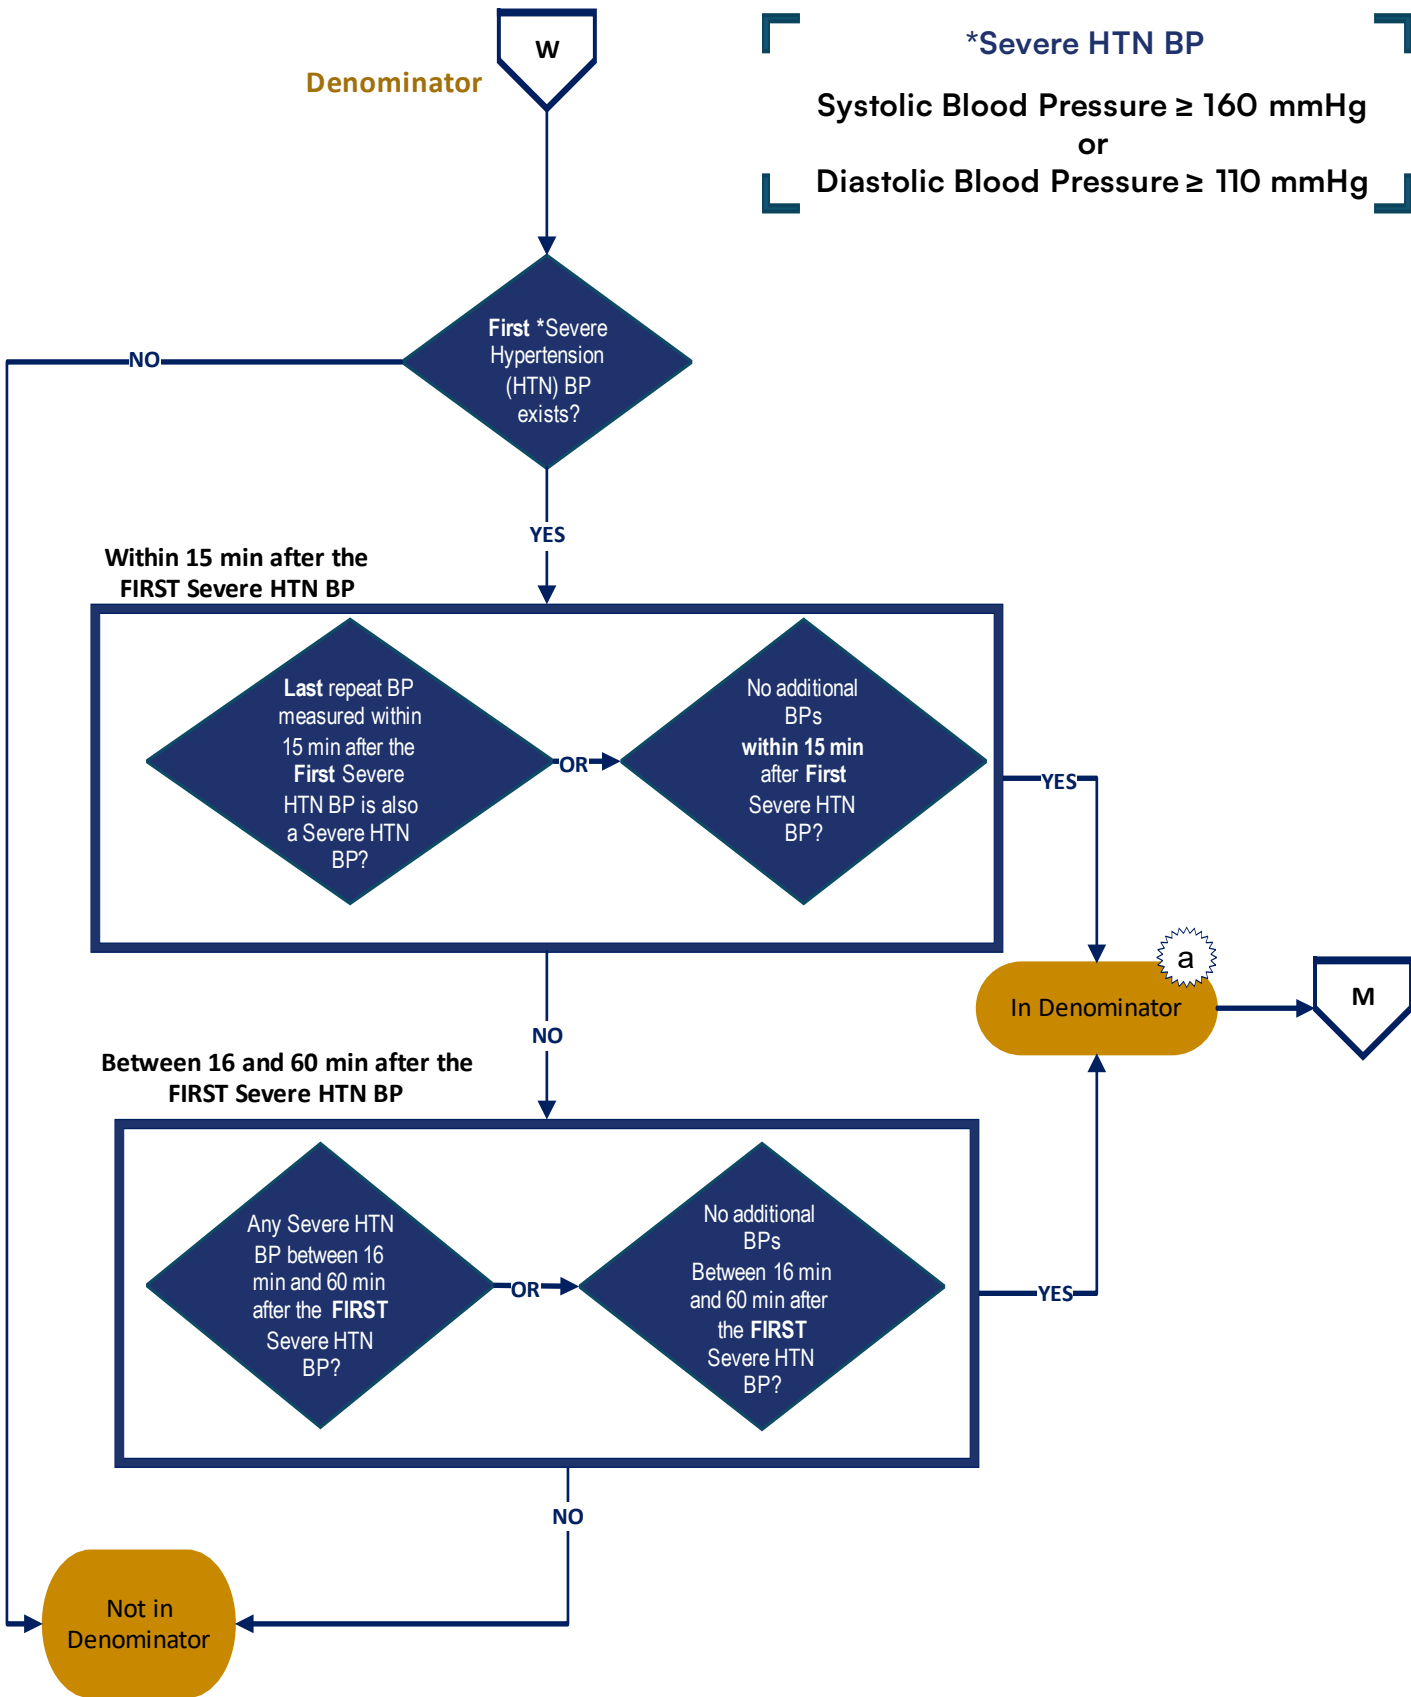 W
Denominator
*Severe HTN BP
Systolic Blood Pressure ≥ 160 mmHg
or
Diastolic Blood Pressure ≥ 110 mmHg
First *Severe
Hypertension
(HTN) BP
exists?
NO
YES
Within 15 min after the
FIRST Severe HTN BP
Last repeat BP
measured within
15 min after the
First Severe
HTN BP is also
a Severe HTN
BP?
OR
No additional
BPs
within 15 min
after First
Severe HTN
BP?
YES
a
In Denominator
M
NO
Between 16 and 60 min after the
FIRST Severe HTN BP
Any Severe HTN
BP between 16
min and 60 min
after the FIRST
Severe HTN
BP?
OR
No additional
BPs
Between 16 min
and 60 min after
the FIRST
Severe HTN
BP?
YES
NO
Not in
Denominator